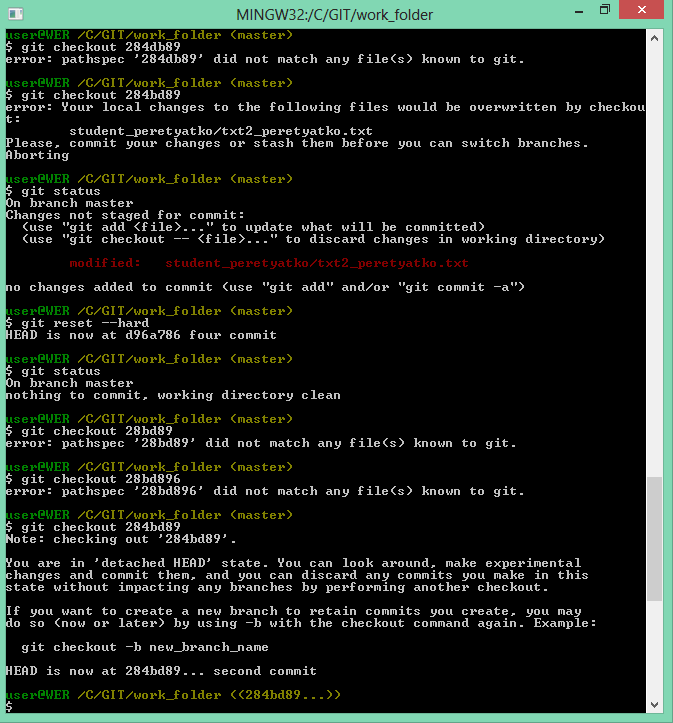 MINGW32:/C/GIT/work_folder
user@WER /C/GIT/work_folder (master)
$ git checkout 284db89
error: pathspec '284db89' did not match any file(s) known to git.
user@WER /C/GIT/work_folder (master)
$ git checkout 284bd89
error: Your local changes to the following files would be overwritten by checkou
t:
student_peretyatko/txt2_peretyatko.txt
Please, commit your changes or stash them before you can switch branches.
Aborting
user@WER /C/GIT/work_folder (master)
$ git status
On branch master
Changes not staged for commit:
(use "git add <file>..." to update what will be committed)
(use "git checkout -- <file>..." to discard changes in working directory)
modified:   student_peretyatko/txt2_peretyatko.txt
no changes added to commit (use "git add" and/or "git commit -a")
user@WER /C/GIT/work_folder (master)
$ git reset --hard
HEAD is now at d96a786 four commit
user@WER /C/GIT/work_folder (master)
$ git status
On branch master
nothing to commit, working directory clean
user@WER /C/GIT/work_folder (master)
$ git checkout 28bd89
error: pathspec '28bd89' did not match any file(s) known to git.
user@WER /C/GIT/work_folder (master)
$ git checkout 28bd896
error: pathspec '28bd896' did not match any file(s) known to git.
user@WER /C/GIT/work_folder (master)
$ git checkout 284bd89
Note: checking out '284bd89'.
You are in 'detached HEAD' state. You can look around, make experimental
changes and commit them, and you can discard any commits you make in this
state without impacting any branches by performing another checkout.
If you want to create a new branch to retain commits you create, you may
do so (now or later) by using -b with the checkout command again. Example:
git checkout -b new_branch_name
HEAD is now at 284bd89... second commit
user@WER /C/GIT/work_folder ((284bd89...))
$